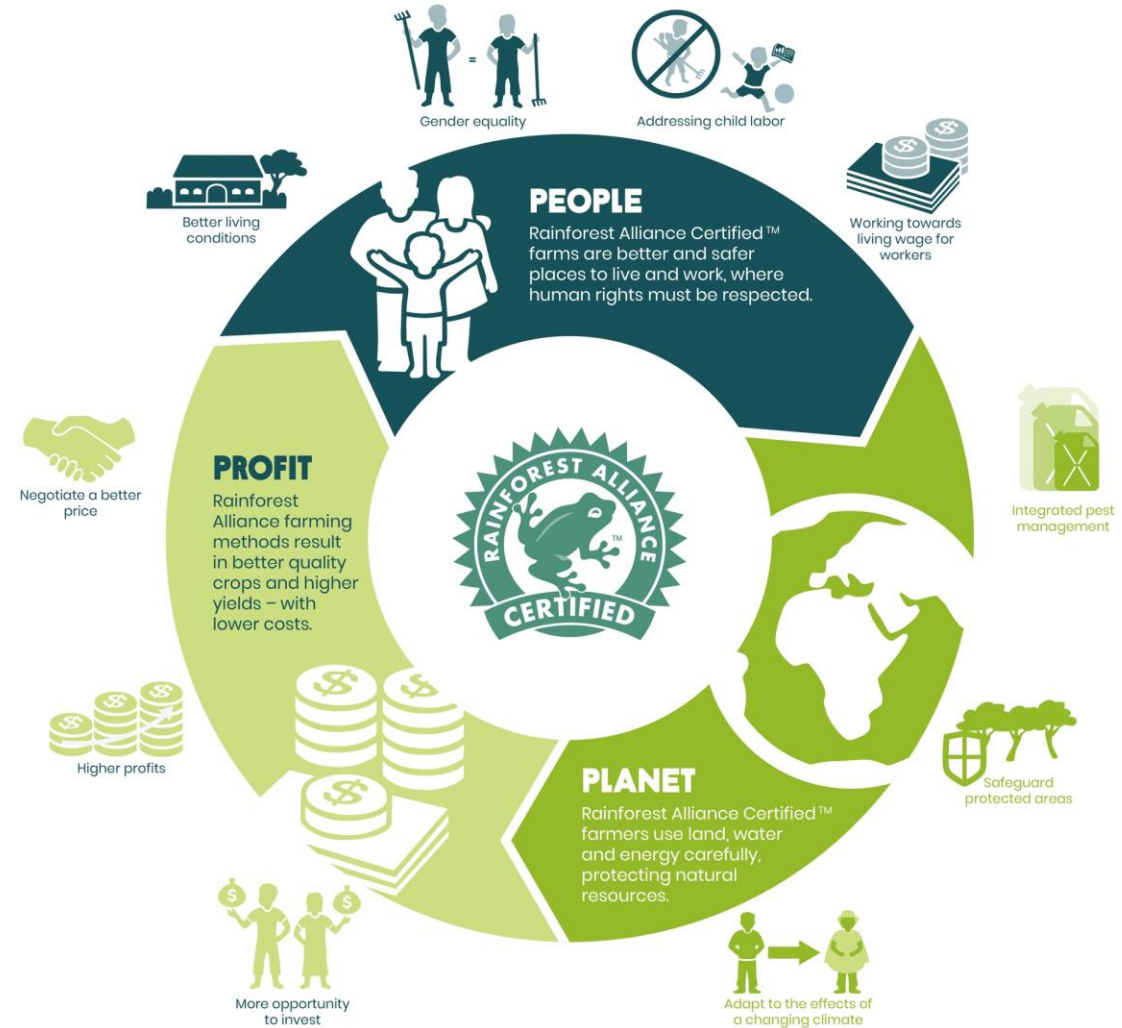 Gender equality
Addressing child labor
Better living
conditions
Working towards
living wage for
workers
PEOPLE
Rainforest Alliance Certified™
farms are better and safer
places to live and work, where
human rights must be respected.
Negotiate a better
price
PROFIT
Rainforest
Alliance farming
methods result
in better quality
crops and higher
yields – with
lower costs.
RAINFOREST ALLIANCE
TM
CERTIFIED
Integrated pest
management
Higher profits
Safeguard
protected areas
PLANET
Rainforest Alliance Certified™
farmers use land, water
and energy carefully,
protecting natural
resources.
More opportunity
to invest
Adapt to the effects of
a changing climate